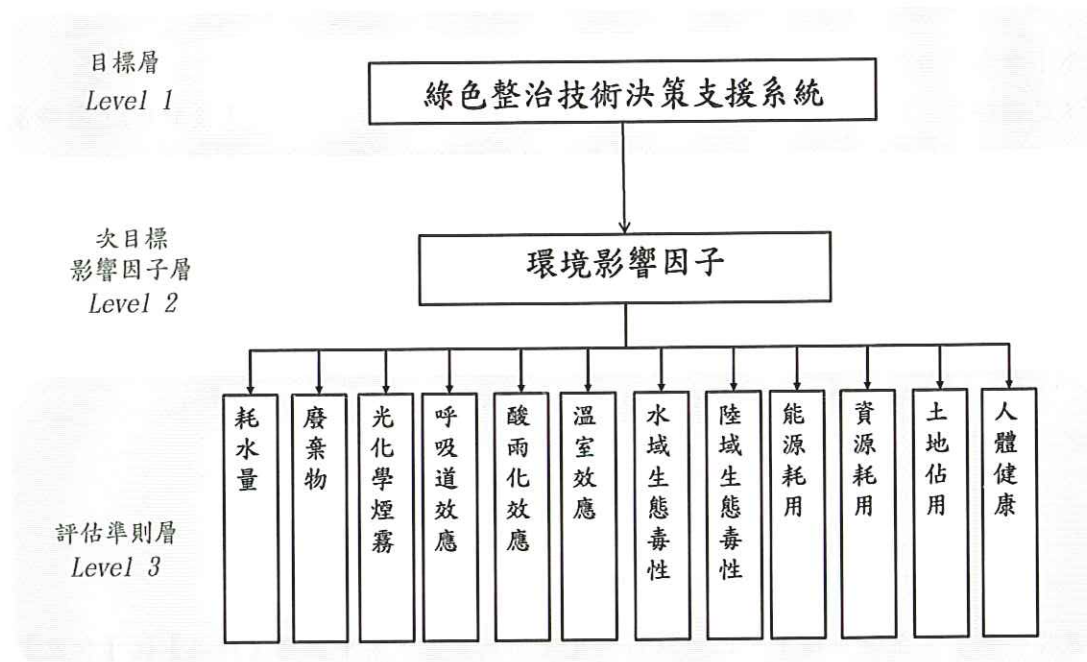 目標層
Level 1
綠色整治技術決策支援系統
次目標
影響因子層
Level 2
環境影響因子
評估準則層
Level 3
耗水量
廢棄物
光化學煙霧
呼吸道效應
酸雨化效應
溫室效應
水域生態毒性
陸域生態毒性
能源耗用
資源耗用
土地佔用
人體健康